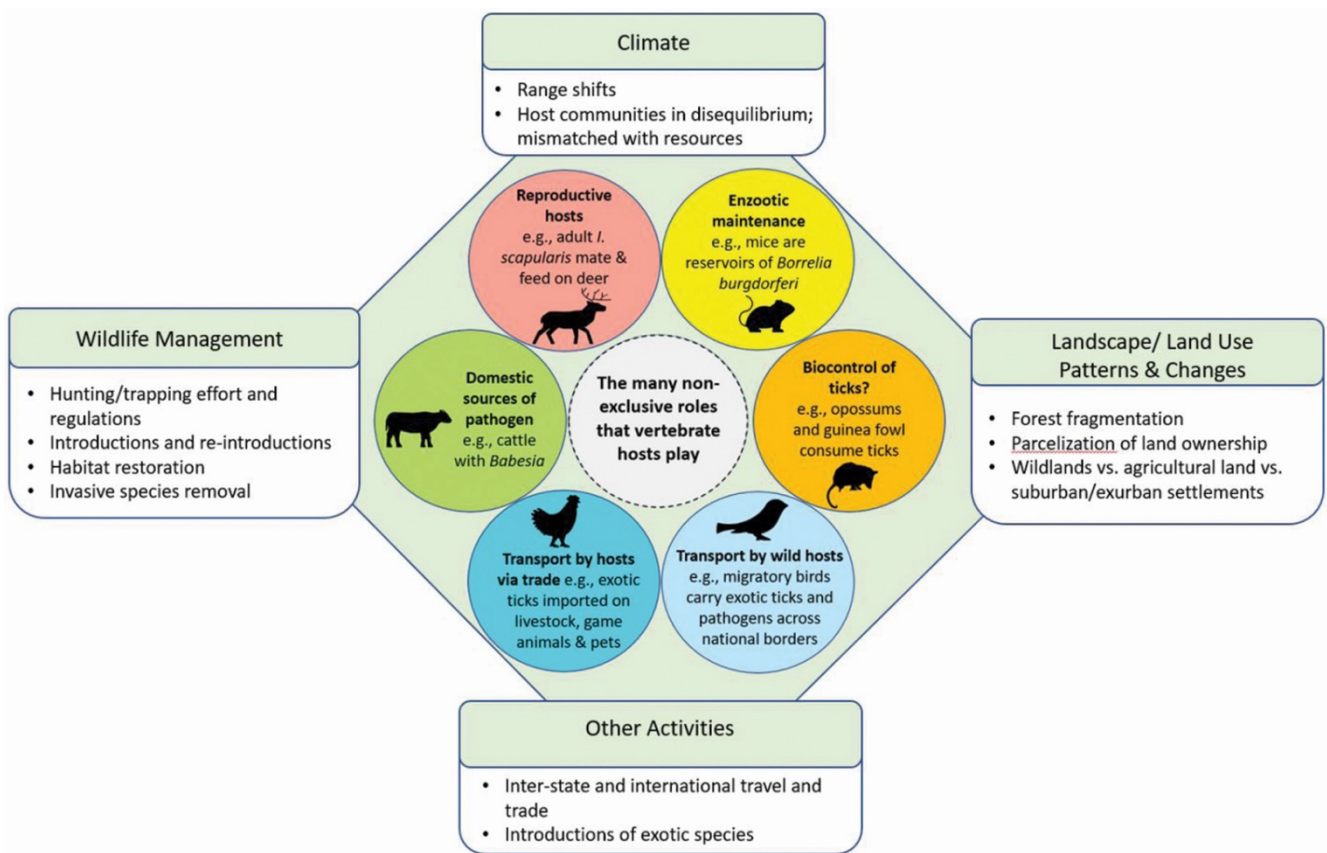 Climate
• Range shifts
• Host communities in disequilibrium;
mismatched with resources
Reproductive
hosts
e.g., adult I.
scapularis mate &
feed on deer
Enzootic
maintenance
e.g., mice are
reservoirs of Borrelia
burgdorferi
Wildlife Management
• Hunting/trapping effort and
regulations
• Introductions and re-introductions
• Habitat restoration
• Invasive species removal
Domestic
sources of
pathogen
e.g., cattle
with Babesia
The many non-
exclusive roles
that vertebrate
hosts play
Biocontrol of
ticks?
e.g., opossums
and guinea fowl
consume ticks
Landscape/ Land Use
Patterns & Changes
• Forest fragmentation
• Parcelization of land ownership
• Wildlands vs. agricultural land vs.
suburban/exurban settlements
Transport by hosts
via trade e.g., exotic
ticks imported on
livestock, game
animals & pets
Transport by wild hosts
e.g., migratory birds
carry exotic ticks and
pathogens across
national borders
Other Activities
• Inter-state and international travel and
trade
• Introductions of exotic species